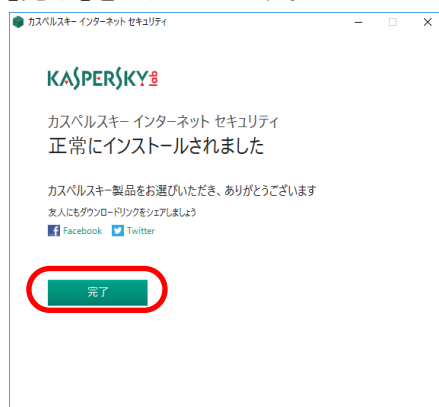 カスペルスキー インターネット セキュリティ
KASPERSKY lab
カスペルスキー インターネット セキュリティ
正常にインストールされました
カスペルスキー製品をお選びいただき、ありがとうございます
友人にもダウンロードリンクをシェアしましょう
Facebook Twitter
完了